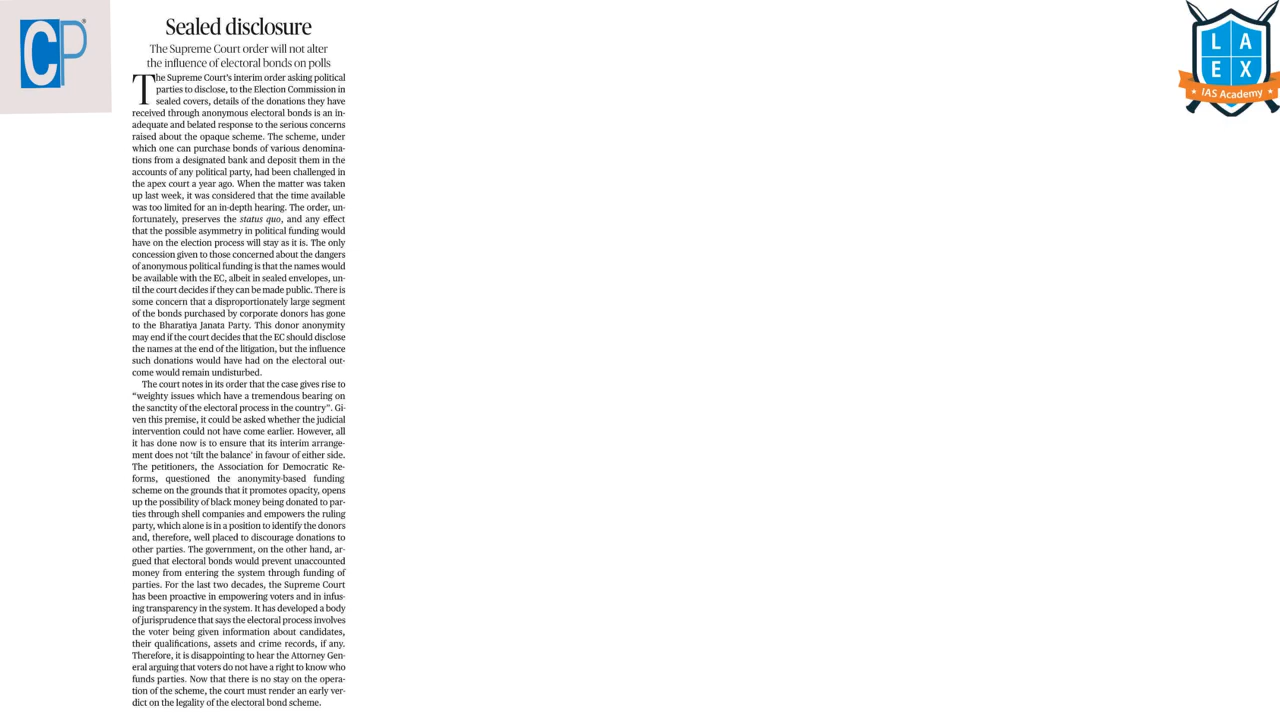 CP®
L A
E X
IAS Academy
Sealed disclosure
The Supreme Court order will not alter
the influence of electoral bonds on polls
The Supreme Court's interim order asking political
parties to disclose, to the Election Commission in
sealed covers, details of the donations they have
received through anonymous electoral bonds is an in-
adequate and belated response to the serious concerns
raised about the opaque scheme. The scheme, under
which one can purchase bonds of various denomina-
tions from a designated bank and deposit them in the
accounts of any political party, had been challenged in
the apex court a year ago. When the matter was taken
up last week, it was considered that the time available
was too limited for an in-depth hearing. The order, un-
fortunately, preserves the status quo, and any effect
that the possible asymmetry in political funding would
have on the election process will stay as it is. The only
concession given to those concerned about the dangers
of anonymous political funding is that the names would
be available with the EC, albeit in sealed envelopes, un-
til the court decides if they can be made public. There is
some concern that a disproportionately large segment
of the bonds purchased by corporate donors has gone
to the Bharatiya Janata Party. This donor anonymity
may end if the court decides that the EC should disclose
the names at the end of the litigation, but the influence
such donations would have had on the electoral out-
come would remain undisturbed.
The court notes in its order that the case gives rise to
“weighty issues which have a tremendous bearing on
the sanctity of the electoral process in the country”. Gi-
ven this premise, it could be asked whether the judicial
intervention could not have come earlier. However, all
it has done now is to ensure that its interim arrange-
ment does not ‘tilt the balance’ in favour of either side.
The petitioners, the Association for Democratic Re-
forms, questioned the anonymity-based funding
scheme on the grounds that it promotes opacity, opens
up the possibility of black money being donated to par-
ties through shell companies and empowers the ruling
party, which alone is in a position to identify the donors
and, therefore, well placed to discourage donations to
other parties. The government, on the other hand, ar-
gued that electoral bonds would prevent unaccounted
money from entering the system through funding of
parties. For the last two decades, the Supreme Court
has been proactive in empowering voters and in infus-
ing transparency in the system. It has developed a body
of jurisprudence that says the electoral process involves
the voter being given information about candidates,
their qualifications, assets and crime records, if any.
Therefore, it is disappointing to hear the Attorney Gen-
eral arguing that voters do not have a right to know who
funds parties. Now that there is no stay on the opera-
tion of the scheme, the court must render an early ver-
dict on the legality of the electoral bond scheme.